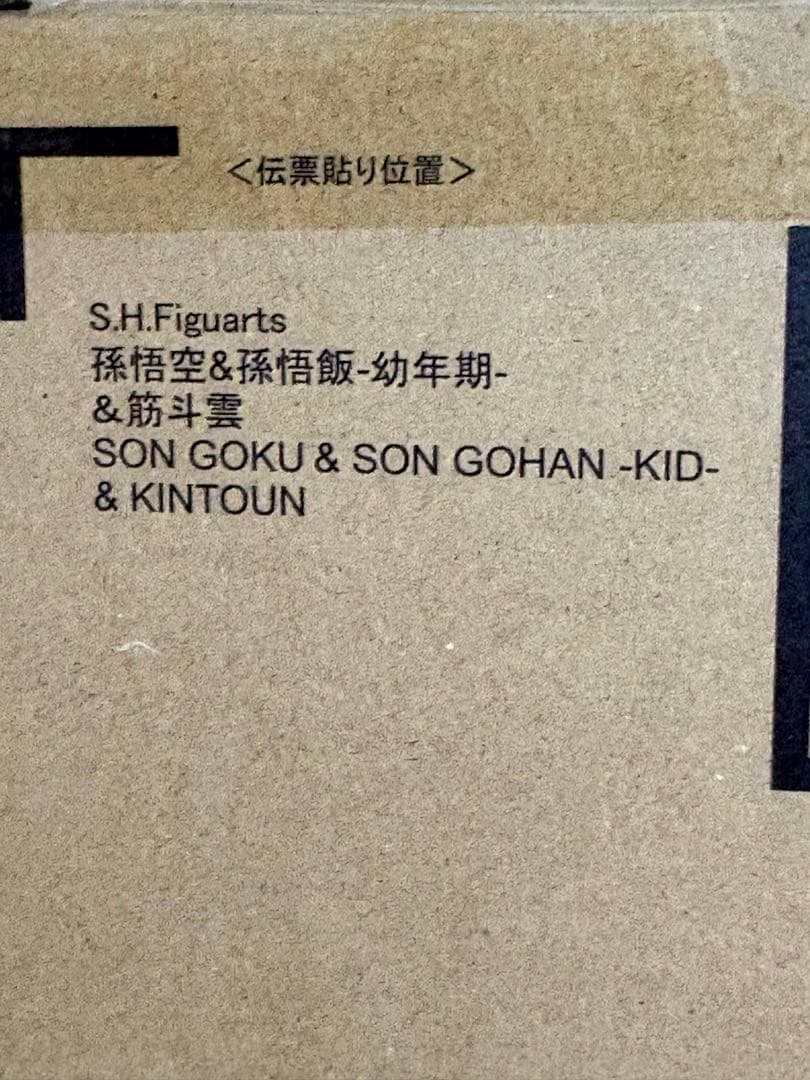 ＜伝票貼り位置＞
S.H.Figuarts
孫悟空&孫悟飯-幼年期-
&筋斗雲
SON GOKU & SON GOHAN -KID-
& KINTOUN